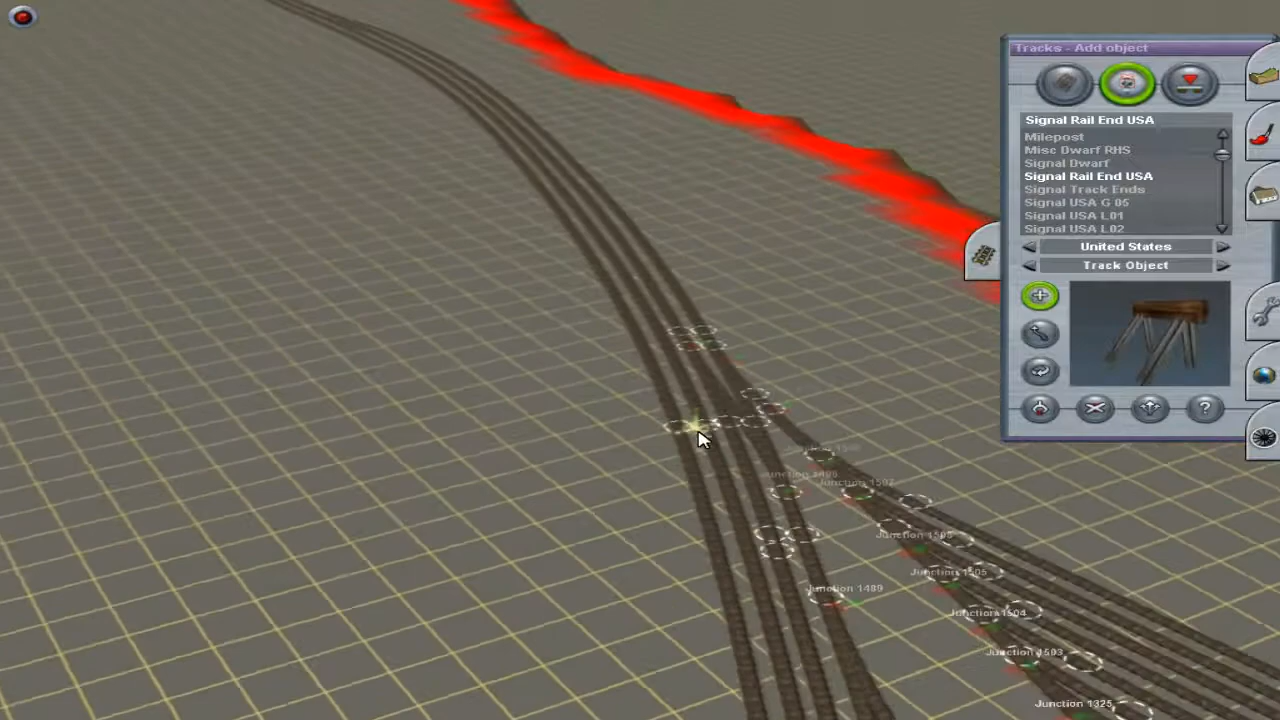 Tracks - Add object
Signal Rail End USA
Milepost
Misc Dwarf RHS
Signal Dwarf
Signal Rail End USA
Signal Track Ends
Signal USA G 05
Signal USA L01
Signal USA L02
United States
Track Object
?
Junction 1496
Junction 1507
Junction 1505
Junction 1489
Junction 1504
Junction 1503
Junction 1325